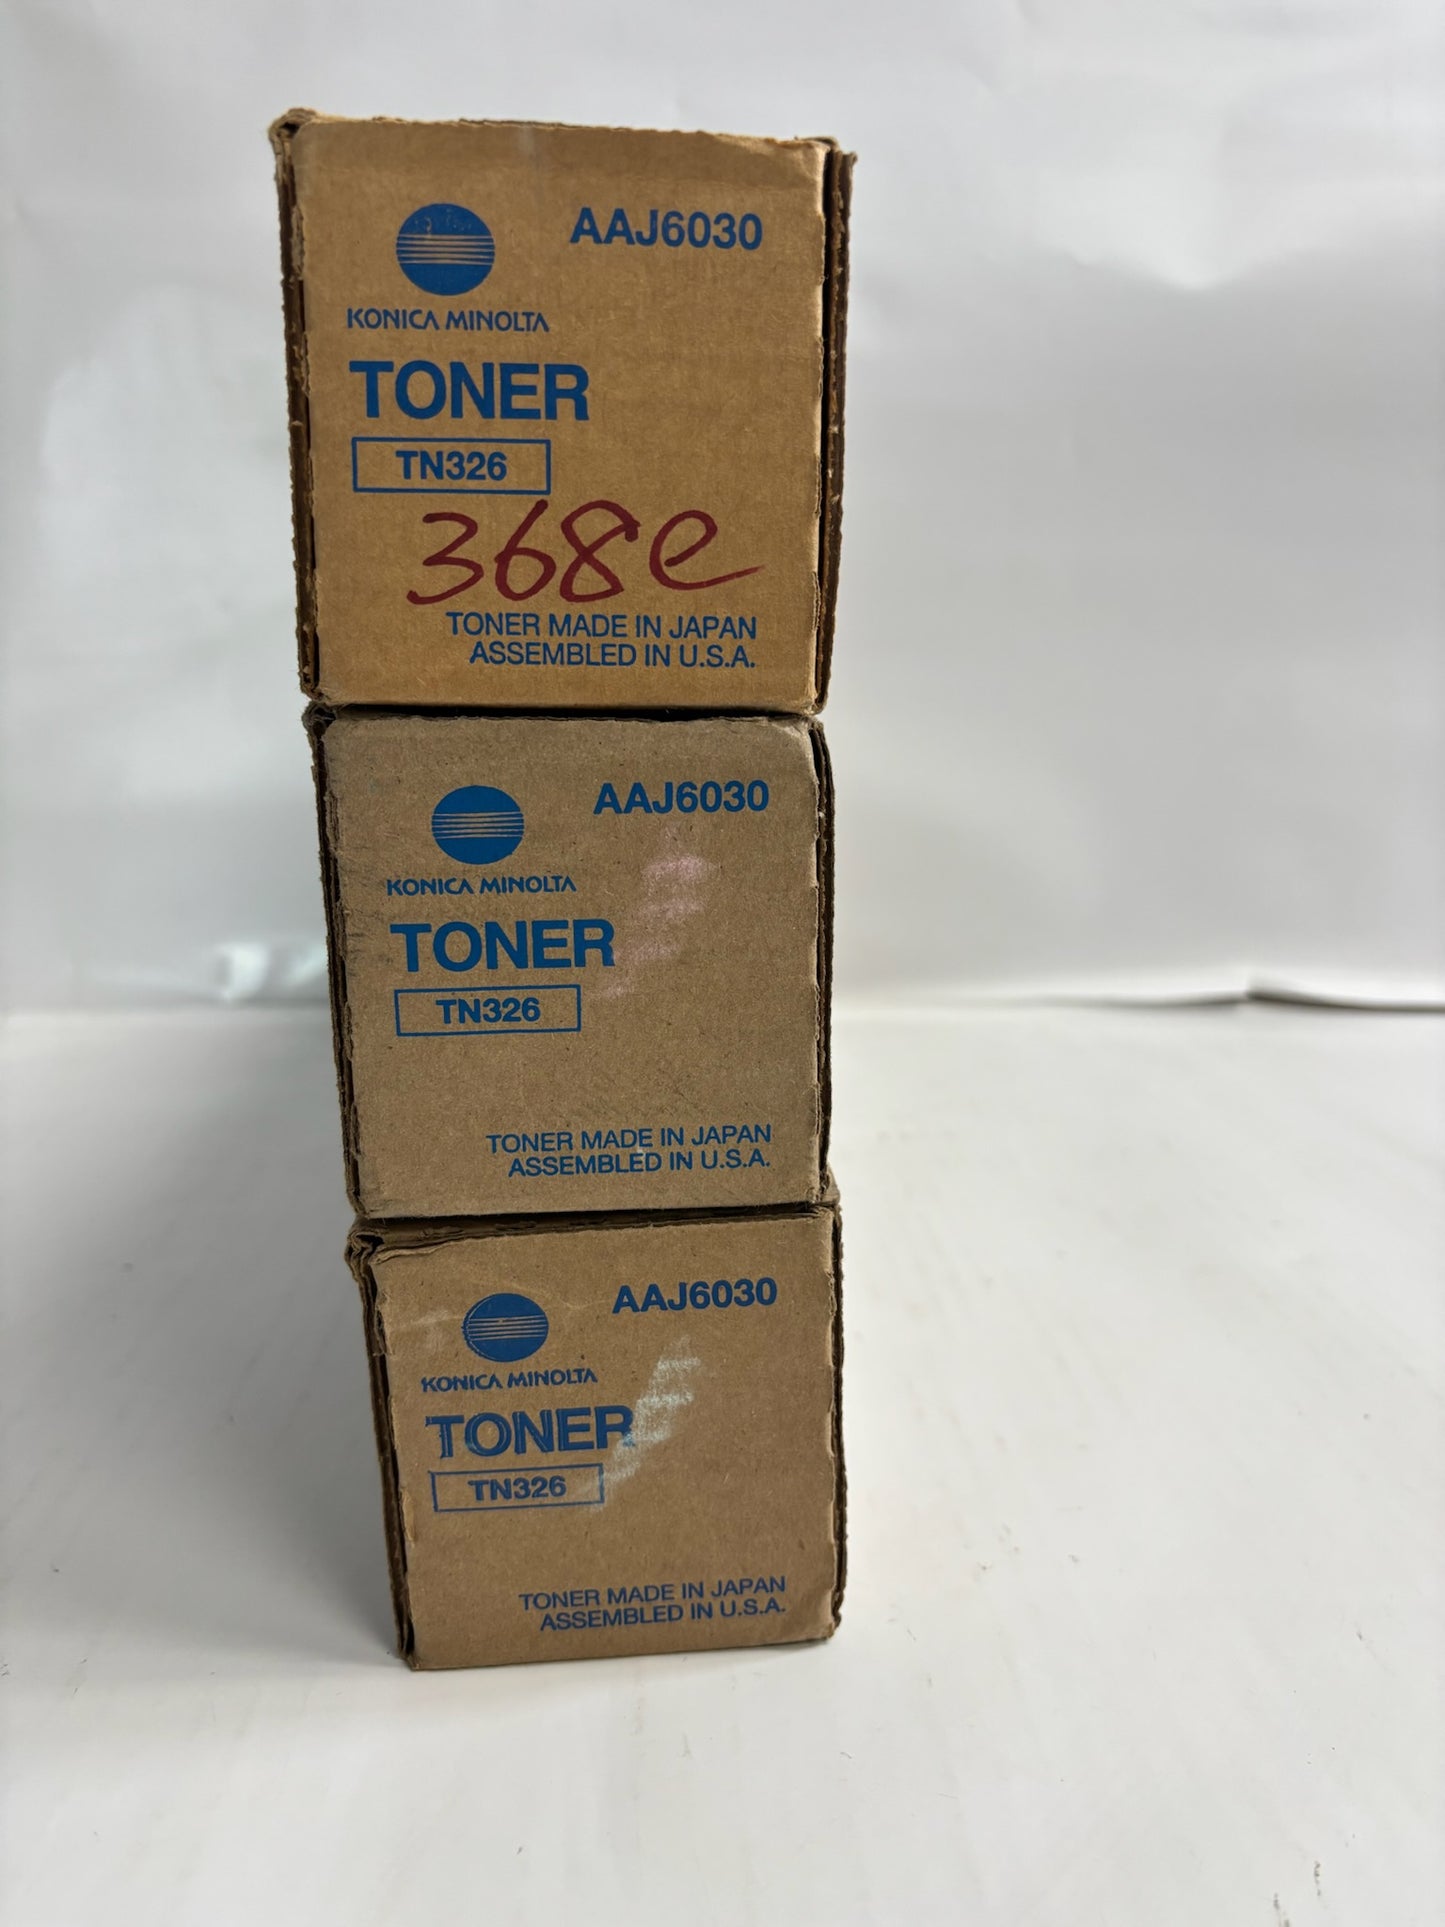 AAJ6030
KONICA MINOLTA
TONER
TN326
368e
TONER MADE IN JAPAN
ASSEMBLED IN U.S.A.
AAJ6030
KONICA MINOLTA
TONER
TN326
TONER MADE IN JAPAN
ASSEMBLED IN U.S.A.
AAJ6030
KONICA MINOLTA
TONER
TN326
TONER MADE IN JAPAN
ASSEMBLED IN U.S.A.